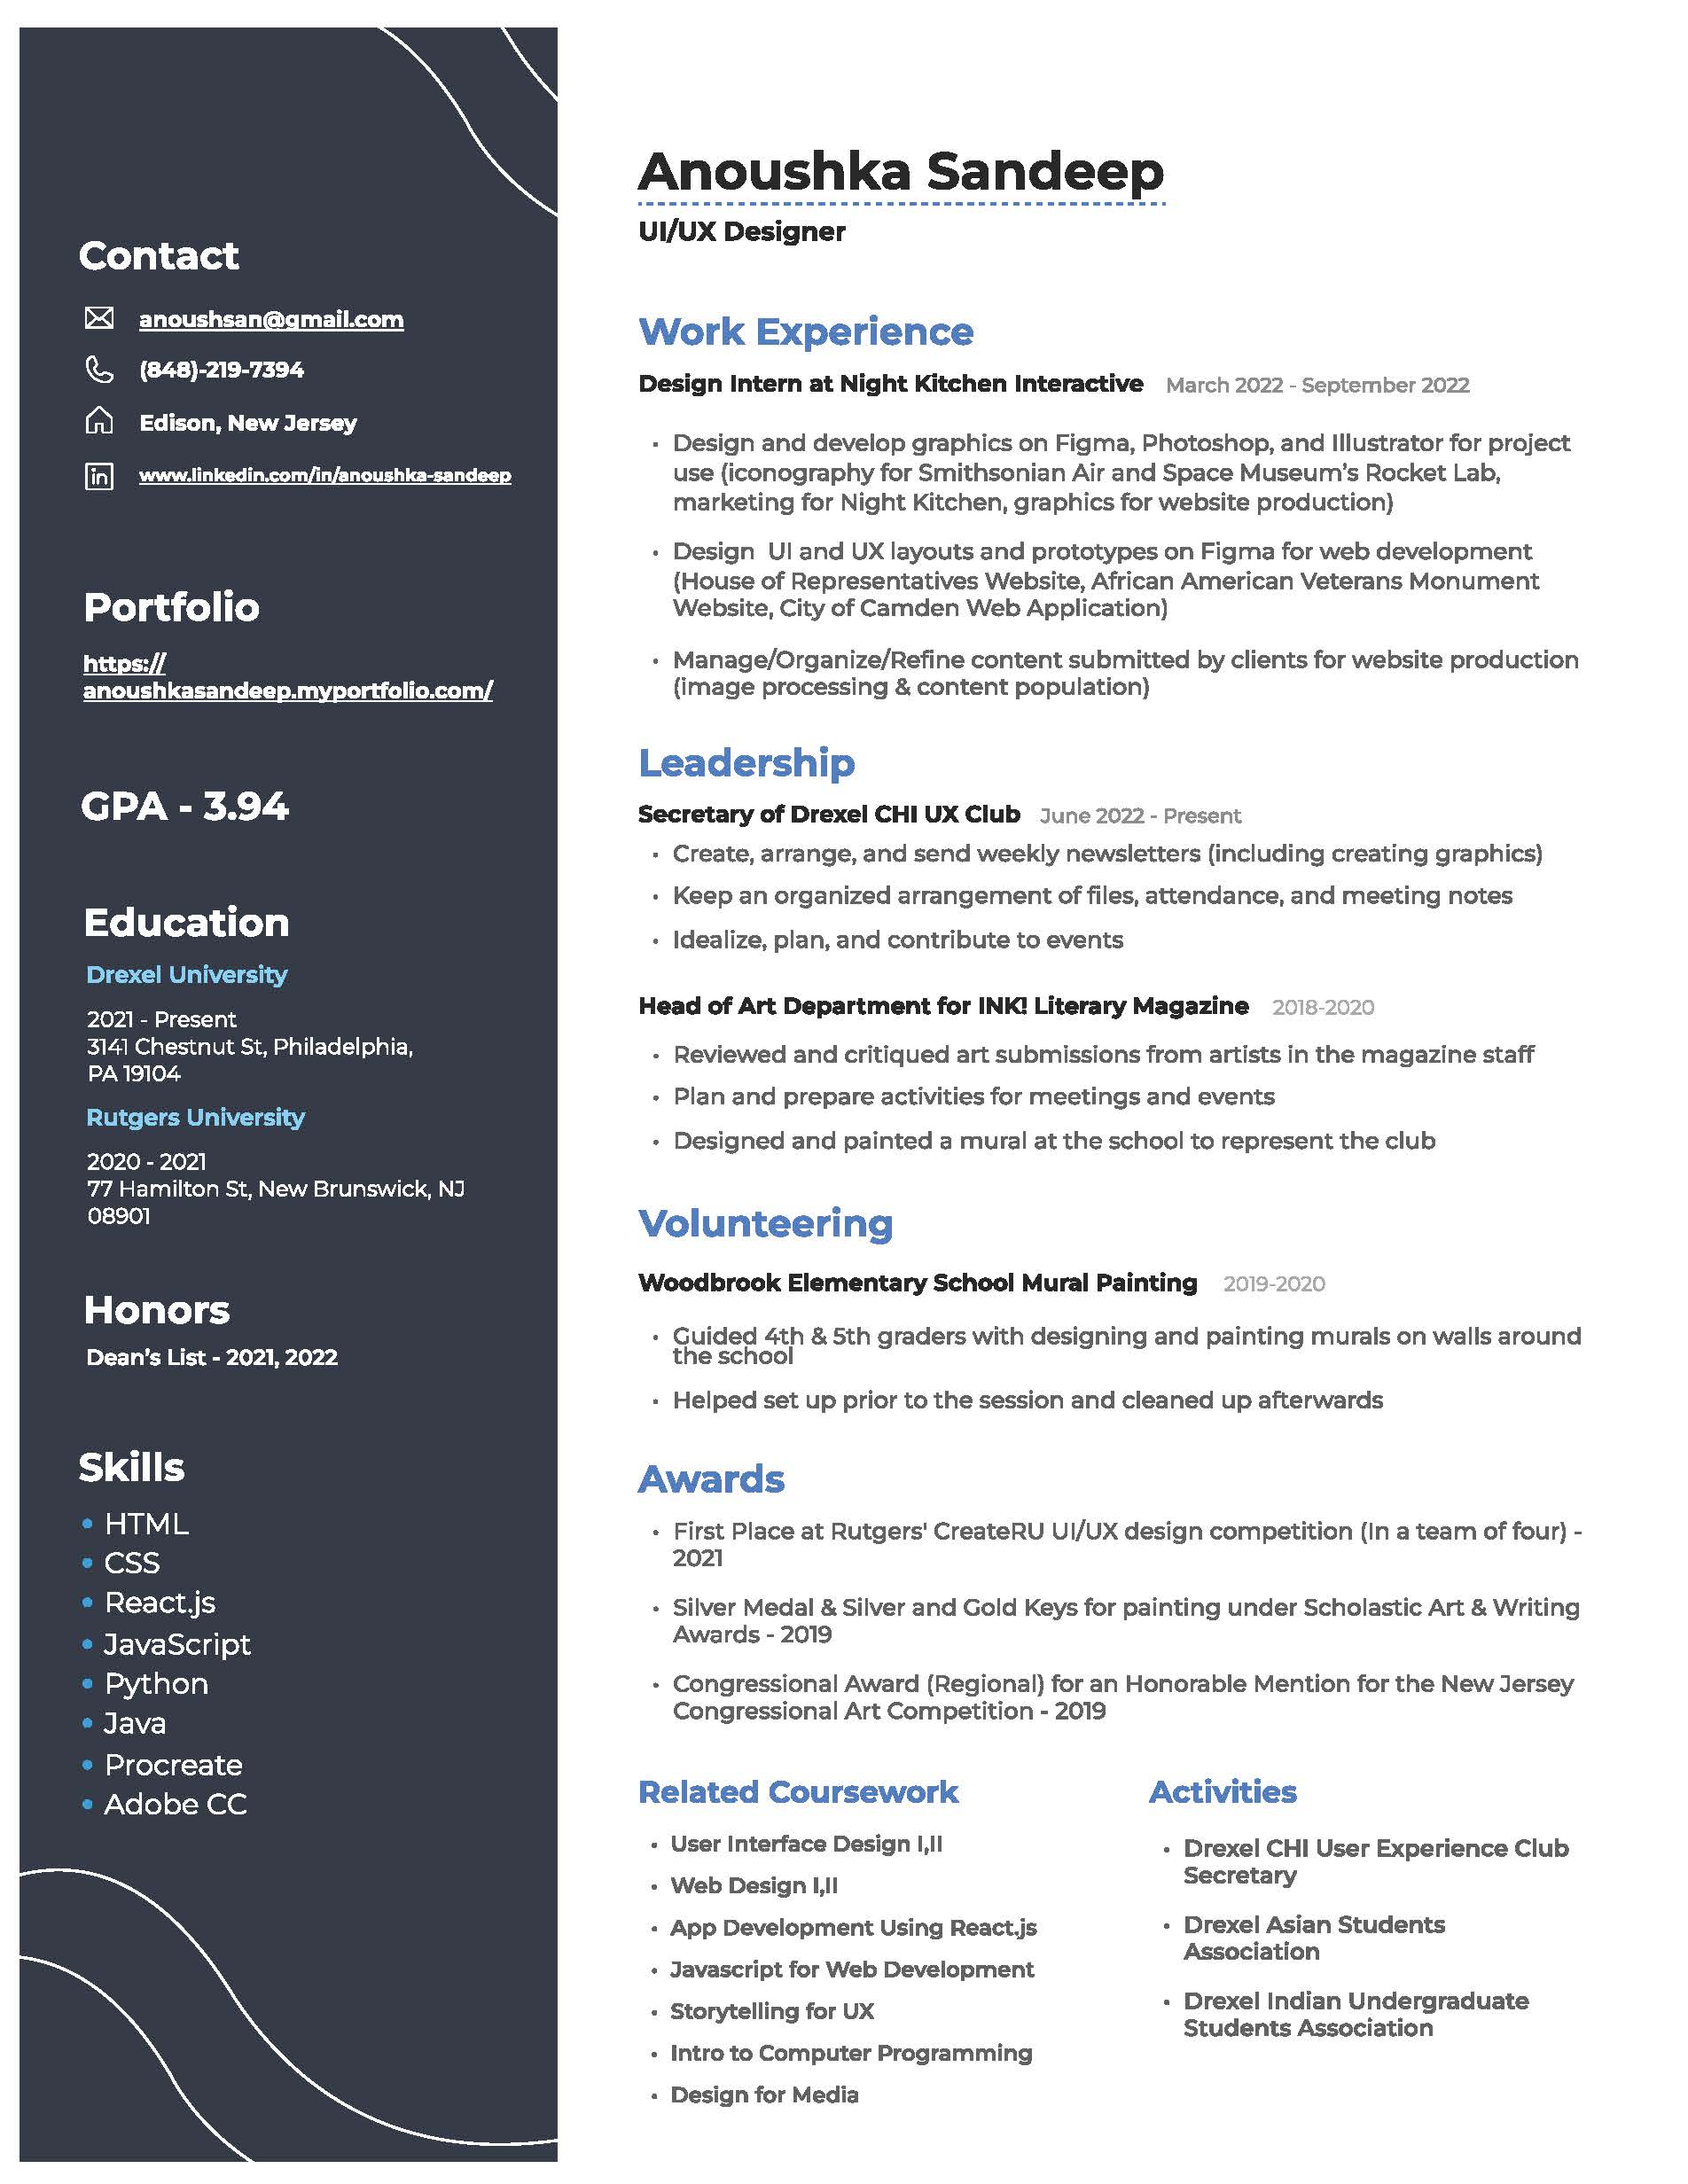 Contact
anoushsan@gmail.com
(848)-219-7394
Edison, New Jersey
in www.linkedin.com/in/anoushka-sandeep
Portfolio
https://
anoushkasandeep.myportfolio.com/
GPA - 3.94
Education
Drexel University
2021 - Present
3141 Chestnut St, Philadelphia,
PA 19104
Rutgers University
2020 - 2021
77 Hamilton St, New Brunswick, NJ
08901
Honors
Dean's List - 2021, 2022
Skills
• HTML
• CSS
• React.js
• JavaScript
• Python
• Java
• Procreate
• Adobe CC
Anoushka Sandeep
UI/UX Designer
Work Experience
Design Intern at Night Kitchen Interactive March 2022 - September 2022
• Design and develop graphics on Figma, Photoshop, and Illustrator for project
use (iconography for Smithsonian Air and Space Museum's Rocket Lab,
marketing for Night Kitchen, graphics for website production)
• Design UI and UX layouts and prototypes on Figma for web development
(House of Representatives Website, African American Veterans Monument
Website, City of Camden Web Application)
• Manage/Organize/Refine content submitted by clients for website production
(image processing & content population)
Leadership
Secretary of Drexel CHI UX Club June 2022 - Present
• Create, arrange, and send weekly newsletters (including creating graphics)
• Keep an organized arrangement of files, attendance, and meeting notes
• Idealize, plan, and contribute to events
Head of Art Department for INK! Literary Magazine 2018-2020
• Reviewed and critiqued art submissions from artists in the magazine staff
• Plan and prepare activities for meetings and events
• Designed and painted a mural at the school to represent the club
Volunteering
Woodbrook Elementary School Mural Painting 2019-2020
• Guided 4th & 5th graders with designing and painting murals on walls around
the school
• Helped set up prior to the session and cleaned up afterwards
Awards
• First Place at Rutgers' CreateRU UI/UX design competition (In a team of four) -
2021
• Silver Medal & Silver and Gold Keys for painting under Scholastic Art & Writing
Awards - 2019
• Congressional Award (Regional) for an Honorable Mention for the New Jersey
Congressional Art Competition - 2019
Related Coursework
• User Interface Design I,II
• Web Design I,II
• App Development Using React.js
• Javascript for Web Development
• Storytelling for UX
• Intro to Computer Programming
• Design for Media
Activities
• Drexel CHI User Experience Club
Secretary
• Drexel Asian Students
Association
• Drexel Indian Undergraduate
Students Association